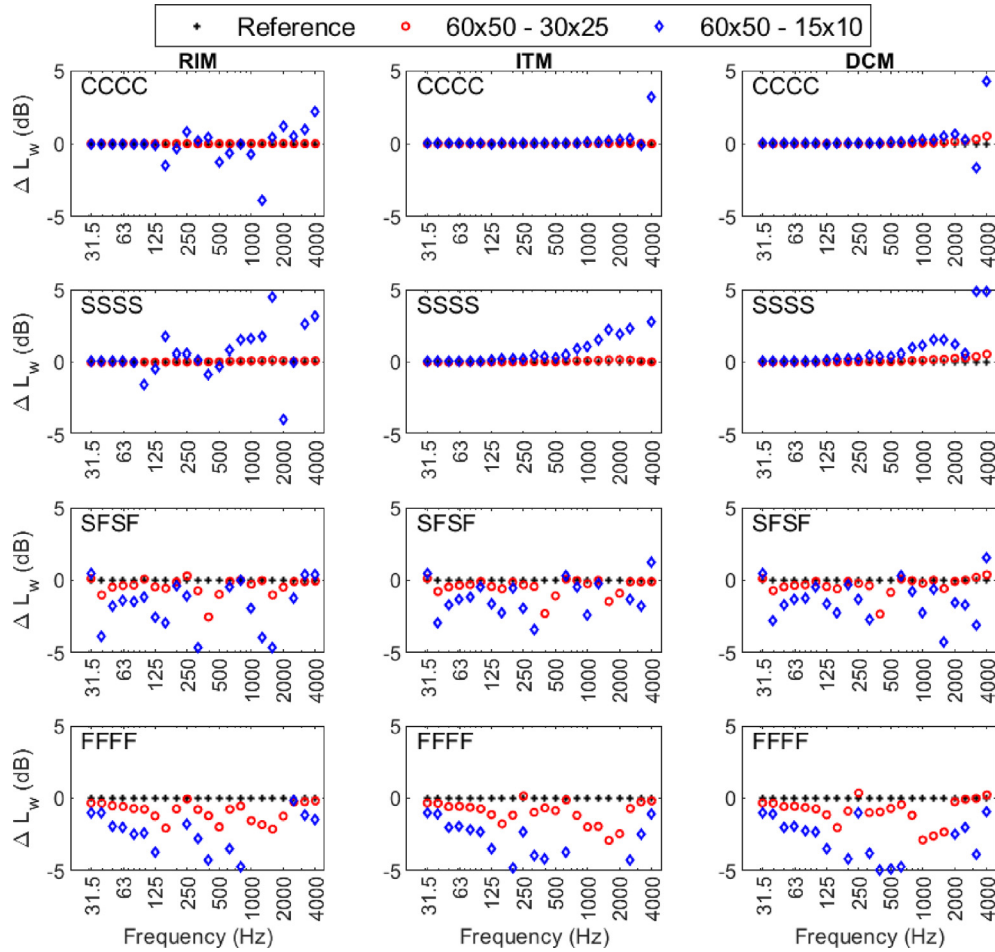 Reference 60x50 - 30x25 60x50 - 15x10
RIM ITM DCM
5 CCCC 5 CCCC 5 CCCC
Δ L_w (dB)
0 0 0
-5 -5 -5
31.5 63 125 250 500 1000 2000 4000 31.5 63 125 250 500 1000 2000 4000 31.5 63 125 250 500 1000 2000 4000
5 SSSS 5 SSSS 5 SSSS
Δ L_w (dB)
0 0 0
-5 -5 -5
31.5 63 125 250 500 1000 2000 4000 31.5 63 125 250 500 1000 2000 4000 31.5 63 125 250 500 1000 2000 4000
5 SFSF 5 SFSF 5 SFSF
Δ L_w (dB)
0 0 0
-5 -5 -5
31.5 63 125 250 500 1000 2000 4000 31.5 63 125 250 500 1000 2000 4000 31.5 63 125 250 500 1000 2000 4000
5 FFFF 5 FFFF 5 FFFF
Δ L_w (dB)
0 0 0
-5 -5 -5
31.5 63 125 250 500 1000 2000 4000 31.5 63 125 250 500 1000 2000 4000 31.5 63 125 250 500 1000 2000 4000
Frequency (Hz) Frequency (Hz) Frequency (Hz)